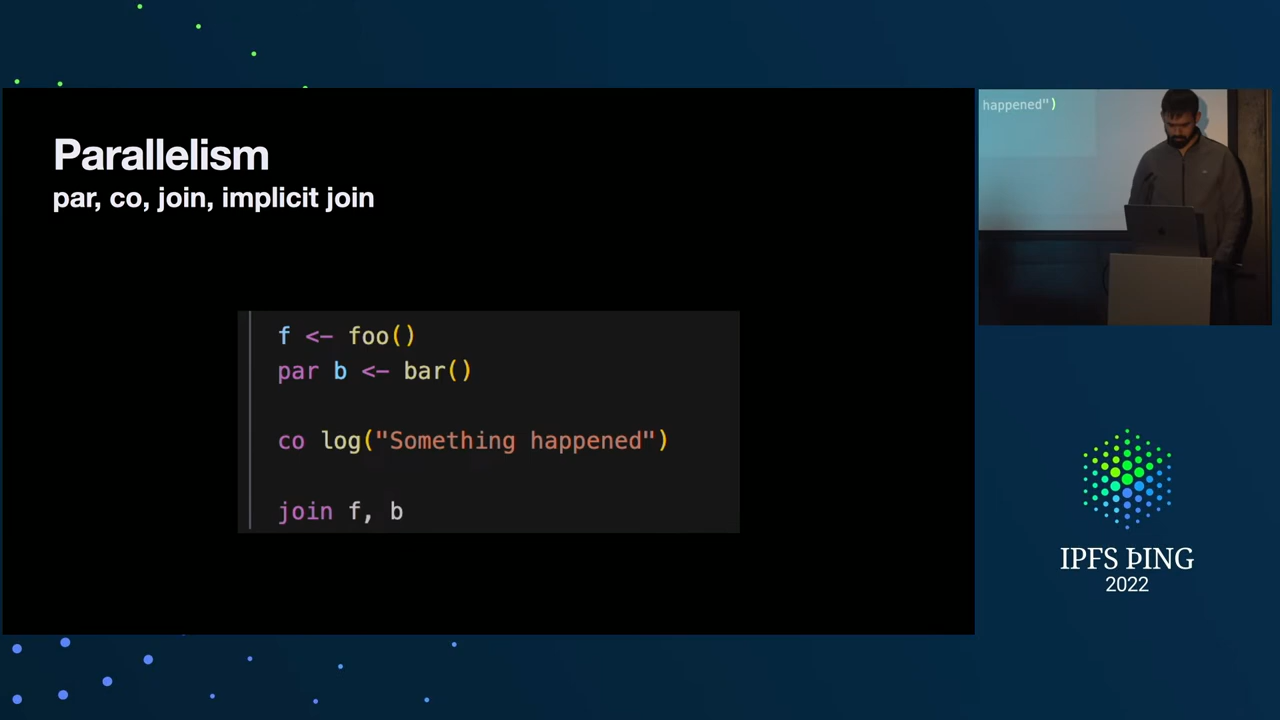 Parallelism
par, co, join, implicit join
f <- foo()
par b <- bar()
co log("Something happened")
join f, b
happened")
IPFS ÞING
2022